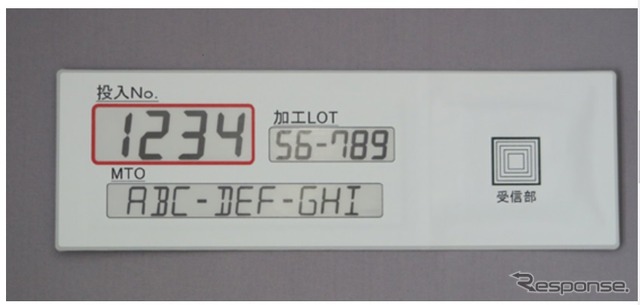 投入No.
1234
加工LOT
56-789
MTO
ABC-DEF-GHI
受信部
Response.